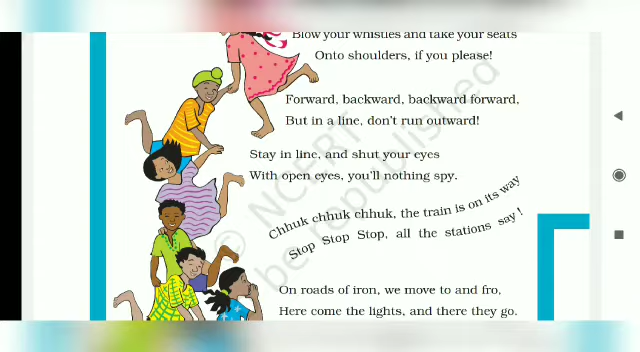 Blow your whistles and take your seats
Onto shoulders, if you please!
Forward, backward, backward forward,
But in a line, don't run outward!
Stay in line, and shut your eyes
With open eyes, you'll nothing spy.
Chhuk chhuk chhuk, the train is on its way
Stop Stop Stop, all the stations say!
On roads of iron, we move to and fro,
Here come the lights, and there they go.
© NCERT
be republished